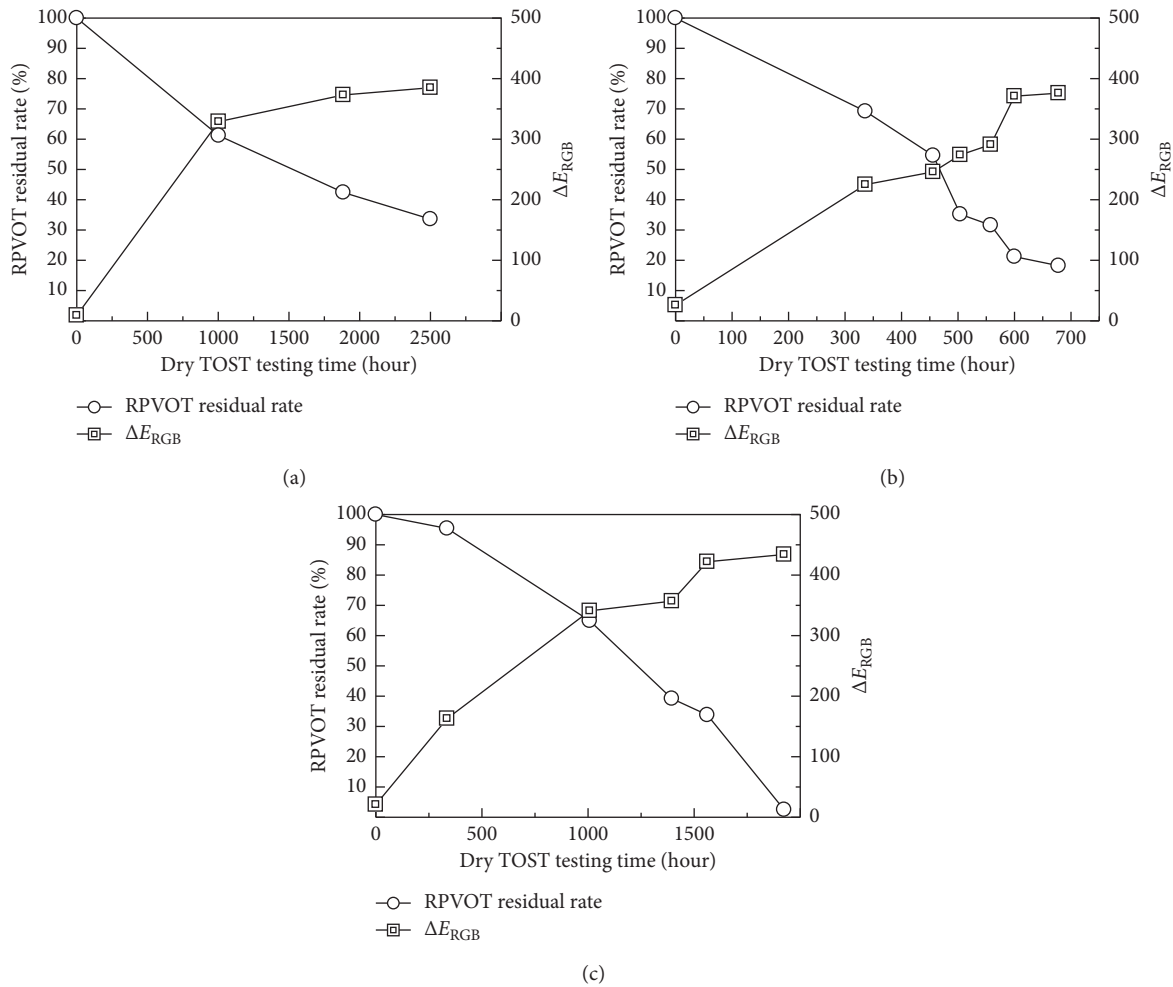 100
90
80
70
60
50
40
30
20
10
RPVOT residual rate (%)
500
400
300
200
100
0
ΔE_RGB
0 500 1000 1500 2000 2500
Dry TOST testing time (hour)
RPVOT residual rate
ΔE_RGB
(a)
100
90
80
70
60
50
40
30
20
10
RPVOT residual rate (%)
500
400
300
200
100
0
ΔE_RGB
0 100 200 300 400 500 600 700
Dry TOST testing time (hour)
RPVOT residual rate
ΔE_RGB
(b)
100
90
80
70
60
50
40
30
20
10
RPVOT residual rate (%)
500
400
300
200
100
0
ΔE_RGB
0 500 1000 1500
Dry TOST testing time (hour)
RPVOT residual rate
ΔE_RGB
(c)